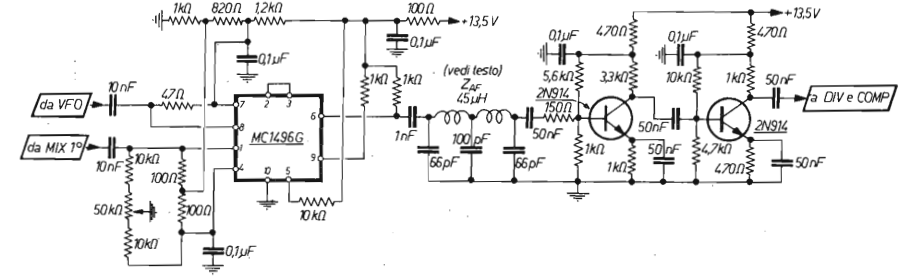 1kΩ 820Ω 1,2kΩ 100Ω +13,5V
0,1µF 0,1µF
10nF 47Ω
da VFO
da MIX 1º
10nF
7 2 3
8 6
1 MC1496G
4 10 5 9
1kΩ 1kΩ
10kΩ 100Ω
50kΩ 100Ω
10kΩ
0,1µF
10kΩ
(vedi testo)
ZAF
45µH
1nF
66pF 100pF 66pF
50nF
150Ω
2N914
0,1µF 470Ω
5,6kΩ 3,3kΩ
1kΩ 1kΩ
50nF
50nF
0,1µF 470Ω
+13,5V
10kΩ 1kΩ
50nF
a DIV e COMP
2N914
4,7kΩ
470Ω
50nF